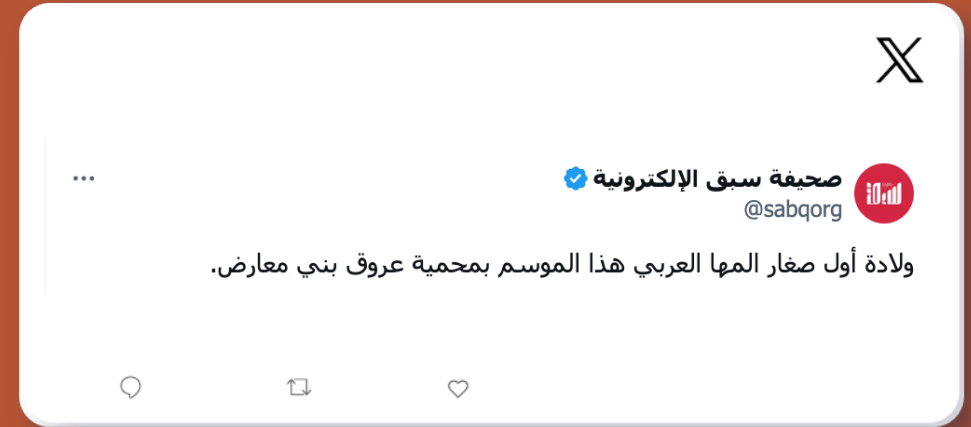 صحيفة سبق الإلكترونية
@sabqorg
ولادة أول صغار المها العربي هذا الموسم بمحمية عروق بني معارض.